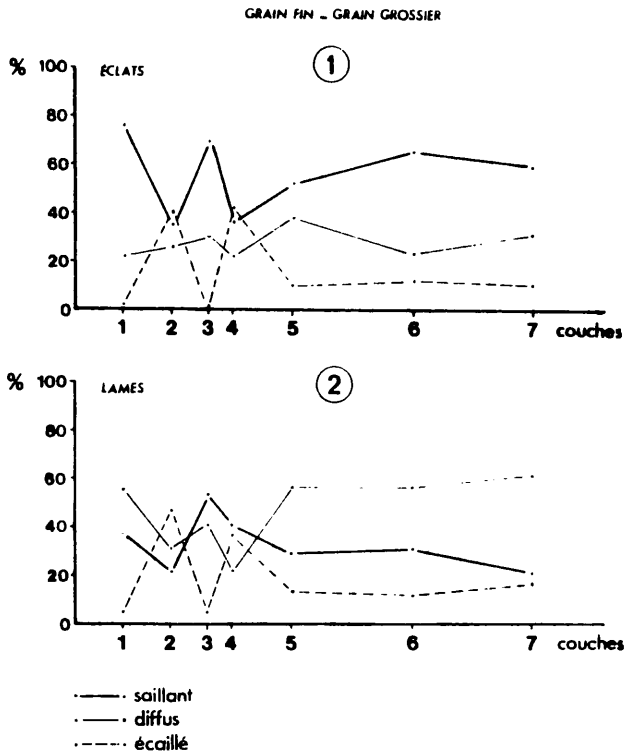 GRAIN FIN – GRAIN GROSSIER
1
% 100 ÉCLATS
80
60
40
20
0
1 2 3 4 5 6 7 couches
2
% 100 LAMES
80
60
40
20
0
1 2 3 4 5 6 7 couches
saillant
diffus
écaillé